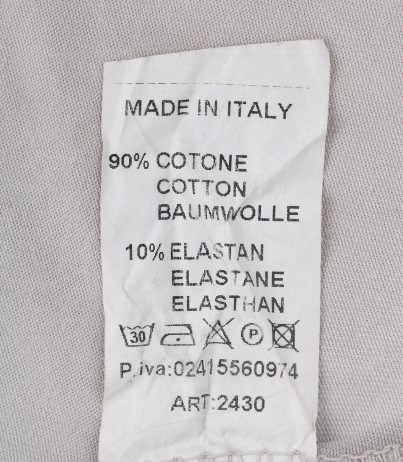 MADE IN ITALY
90% COTONE
COTTON
BAUMWOLLE
10% ELASTAN
ELASTANE
ELASTHAN
30 P
P.iva:02415560974
ART:2430